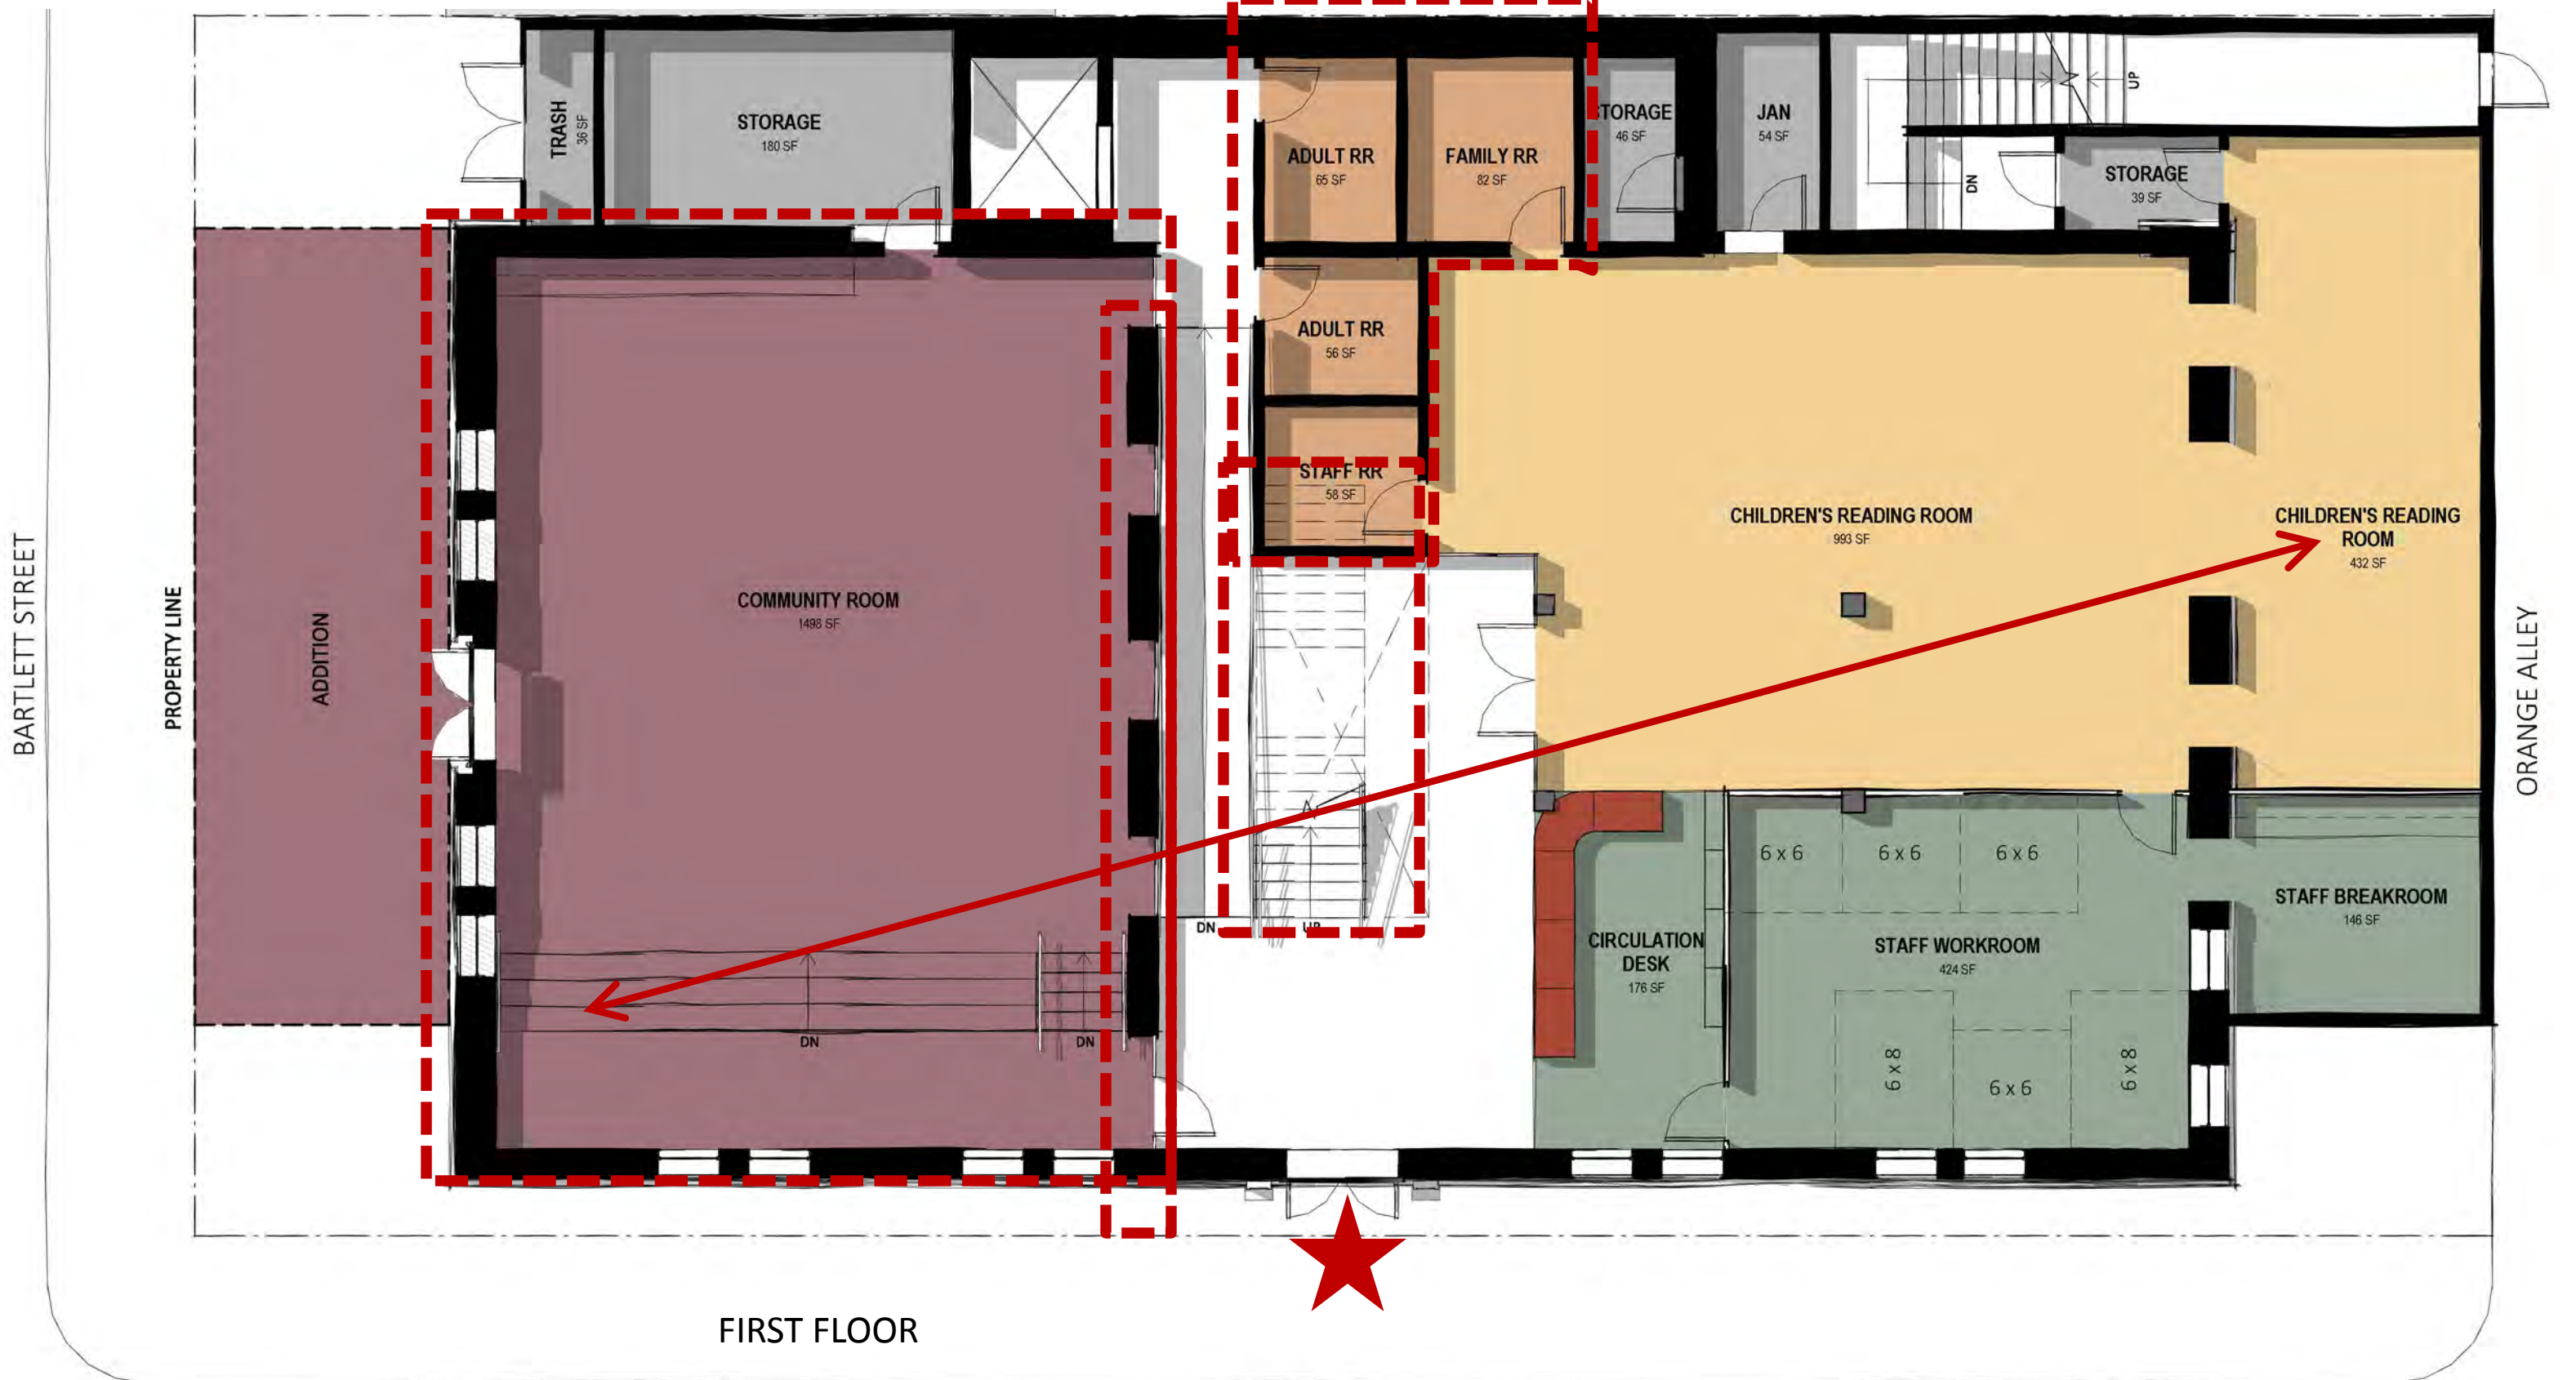 TRASH
36 SF
STORAGE
180 SF
ADULT RR
65 SF
FAMILY RR
82 SF
STORAGE
46 SF
JAN
54 SF
UP
DN
STORAGE
39 SF
ADULT RR
56 SF
STAFF RR
58 SF
CHILDREN'S READING ROOM
993 SF
CHILDREN'S READING
ROOM
432 SF
BARTLETT STREET
PROPERTY LINE
ADDITION
COMMUNITY ROOM
1498 SF
ORANGE ALLEY
6 x 6
6 x 6
6 x 6
STAFF BREAKROOM
146 SF
DN
UP
CIRCULATION
DESK
176 SF
STAFF WORKROOM
424 SF
DN
DN
6 x 8
6 x 6
6 x 8
FIRST FLOOR